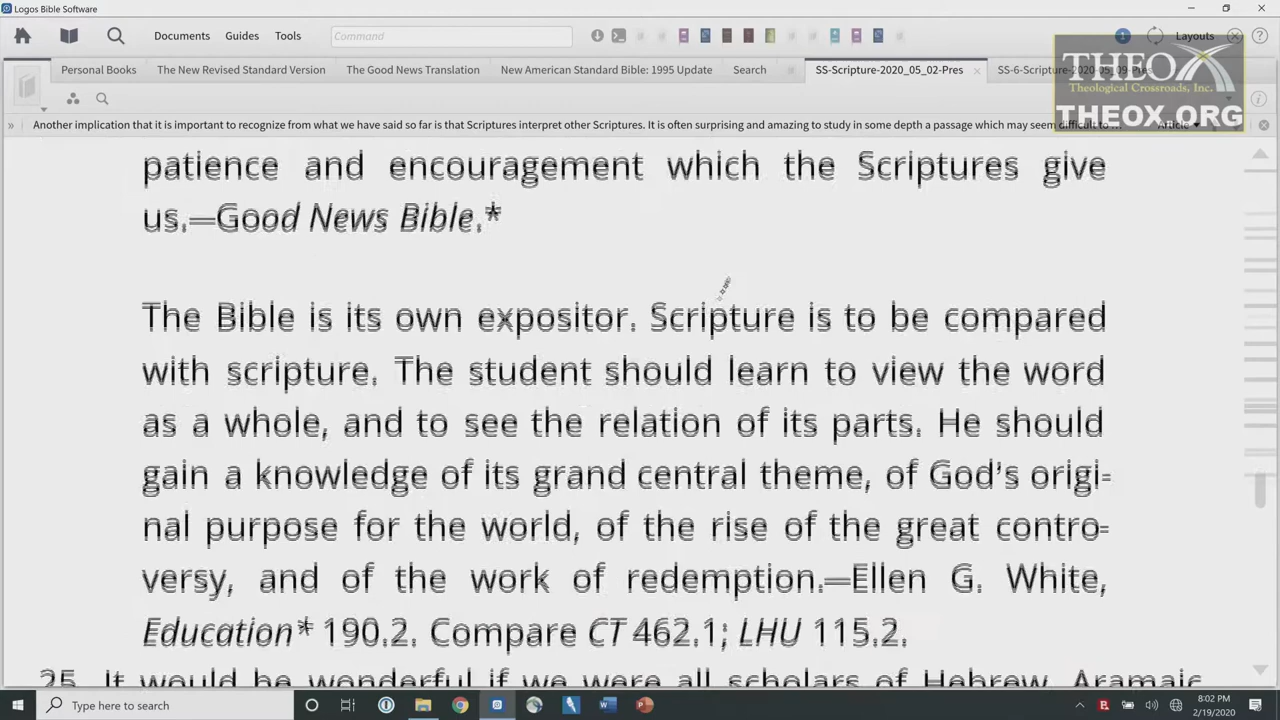 Logos Bible Software
Documents Guides Tools Command Layouts
Personal Books The New Revised Standard Version New American Standard Bible: 1995 Update Search SS-Scripture-2020_05_02-Pres
THEOX
Theological Crossroads, Inc.
THEOX.ORG
Another implication that it is important to recognize from what we have said so far is that Scriptures interpret other Scriptures. It is often surprising and amazing to study in some depth a passage which may seem difficult to ... Article
patience and encouragement which the Scriptures give
us.—Good News Bible.*
The Bible is its own expositor. Scripture is to be compared
with scripture. The student should learn to view the word
as a whole, and to see the relation of its parts. He should
gain a knowledge of its grand central theme, of God's origi-
nal purpose for the world, of the rise of the great contro-
versy, and of the work of redemption.—Ellen G. White,
Education* 190.2. Compare CT 462.1; LHU 115.2.
25. It would be wonderful if we were all scholars of Hebrew, Aramaic
Type here to search
8:02 PM
2/19/2020